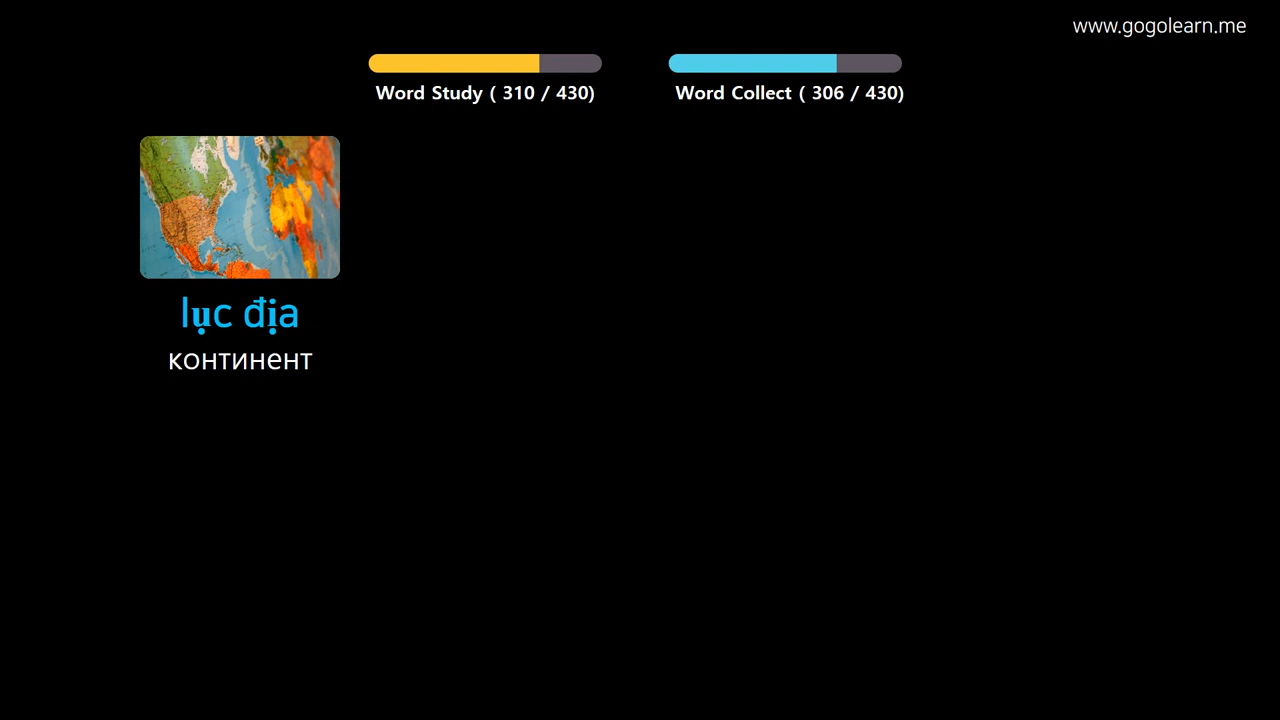 www.gogolearn.me
Word Study ( 310 / 430)
Word Collect ( 306 / 430)
lục địa
континент